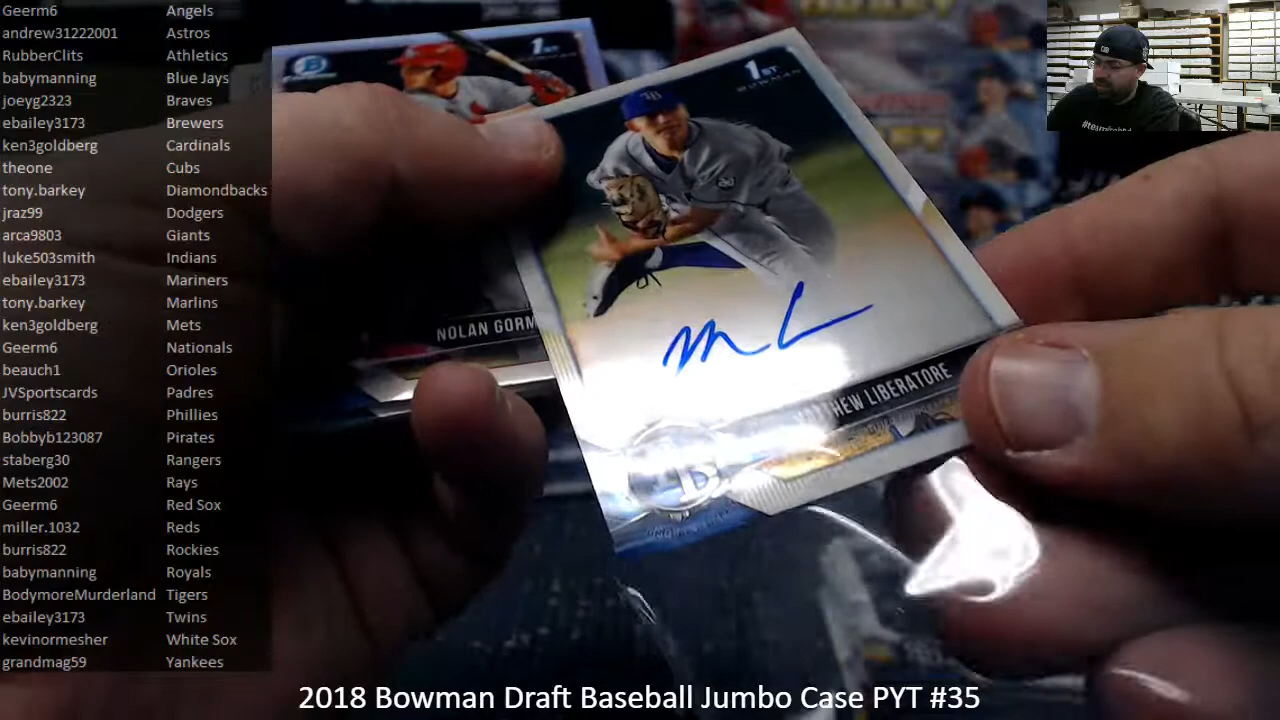 Geerm6 Angels
andrew31222001 Astros
RubberClits Athletics
babymanning Blue Jays
joeyg2323 Braves
ebailey3173 Brewers
ken3goldberg Cardinals
theone Cubs
tony.barkey Diamondbacks
jraz99 Dodgers
arca9803 Giants
luke503smith Indians
ebailey3173 Mariners
tony.barkey Marlins
ken3goldberg Mets
Geerm6 Nationals
beauch1 Orioles
JVSportscards Padres
burris822 Phillies
Bobbyb123087 Pirates
staberg30 Rangers
Mets2002 Rays
Geerm6 Red Sox
miller.1032 Reds
burris822 Rockies
babymanning Royals
BodymoreMurderland Tigers
ebailey3173 Twins
kevinormesher White Sox
grandmag59 Yankees
1ST
1ST
BOWMAN
TB
NOLAN GORM
LIBERATORE
2018 Bowman Draft Baseball Jumbo Case PYT #35